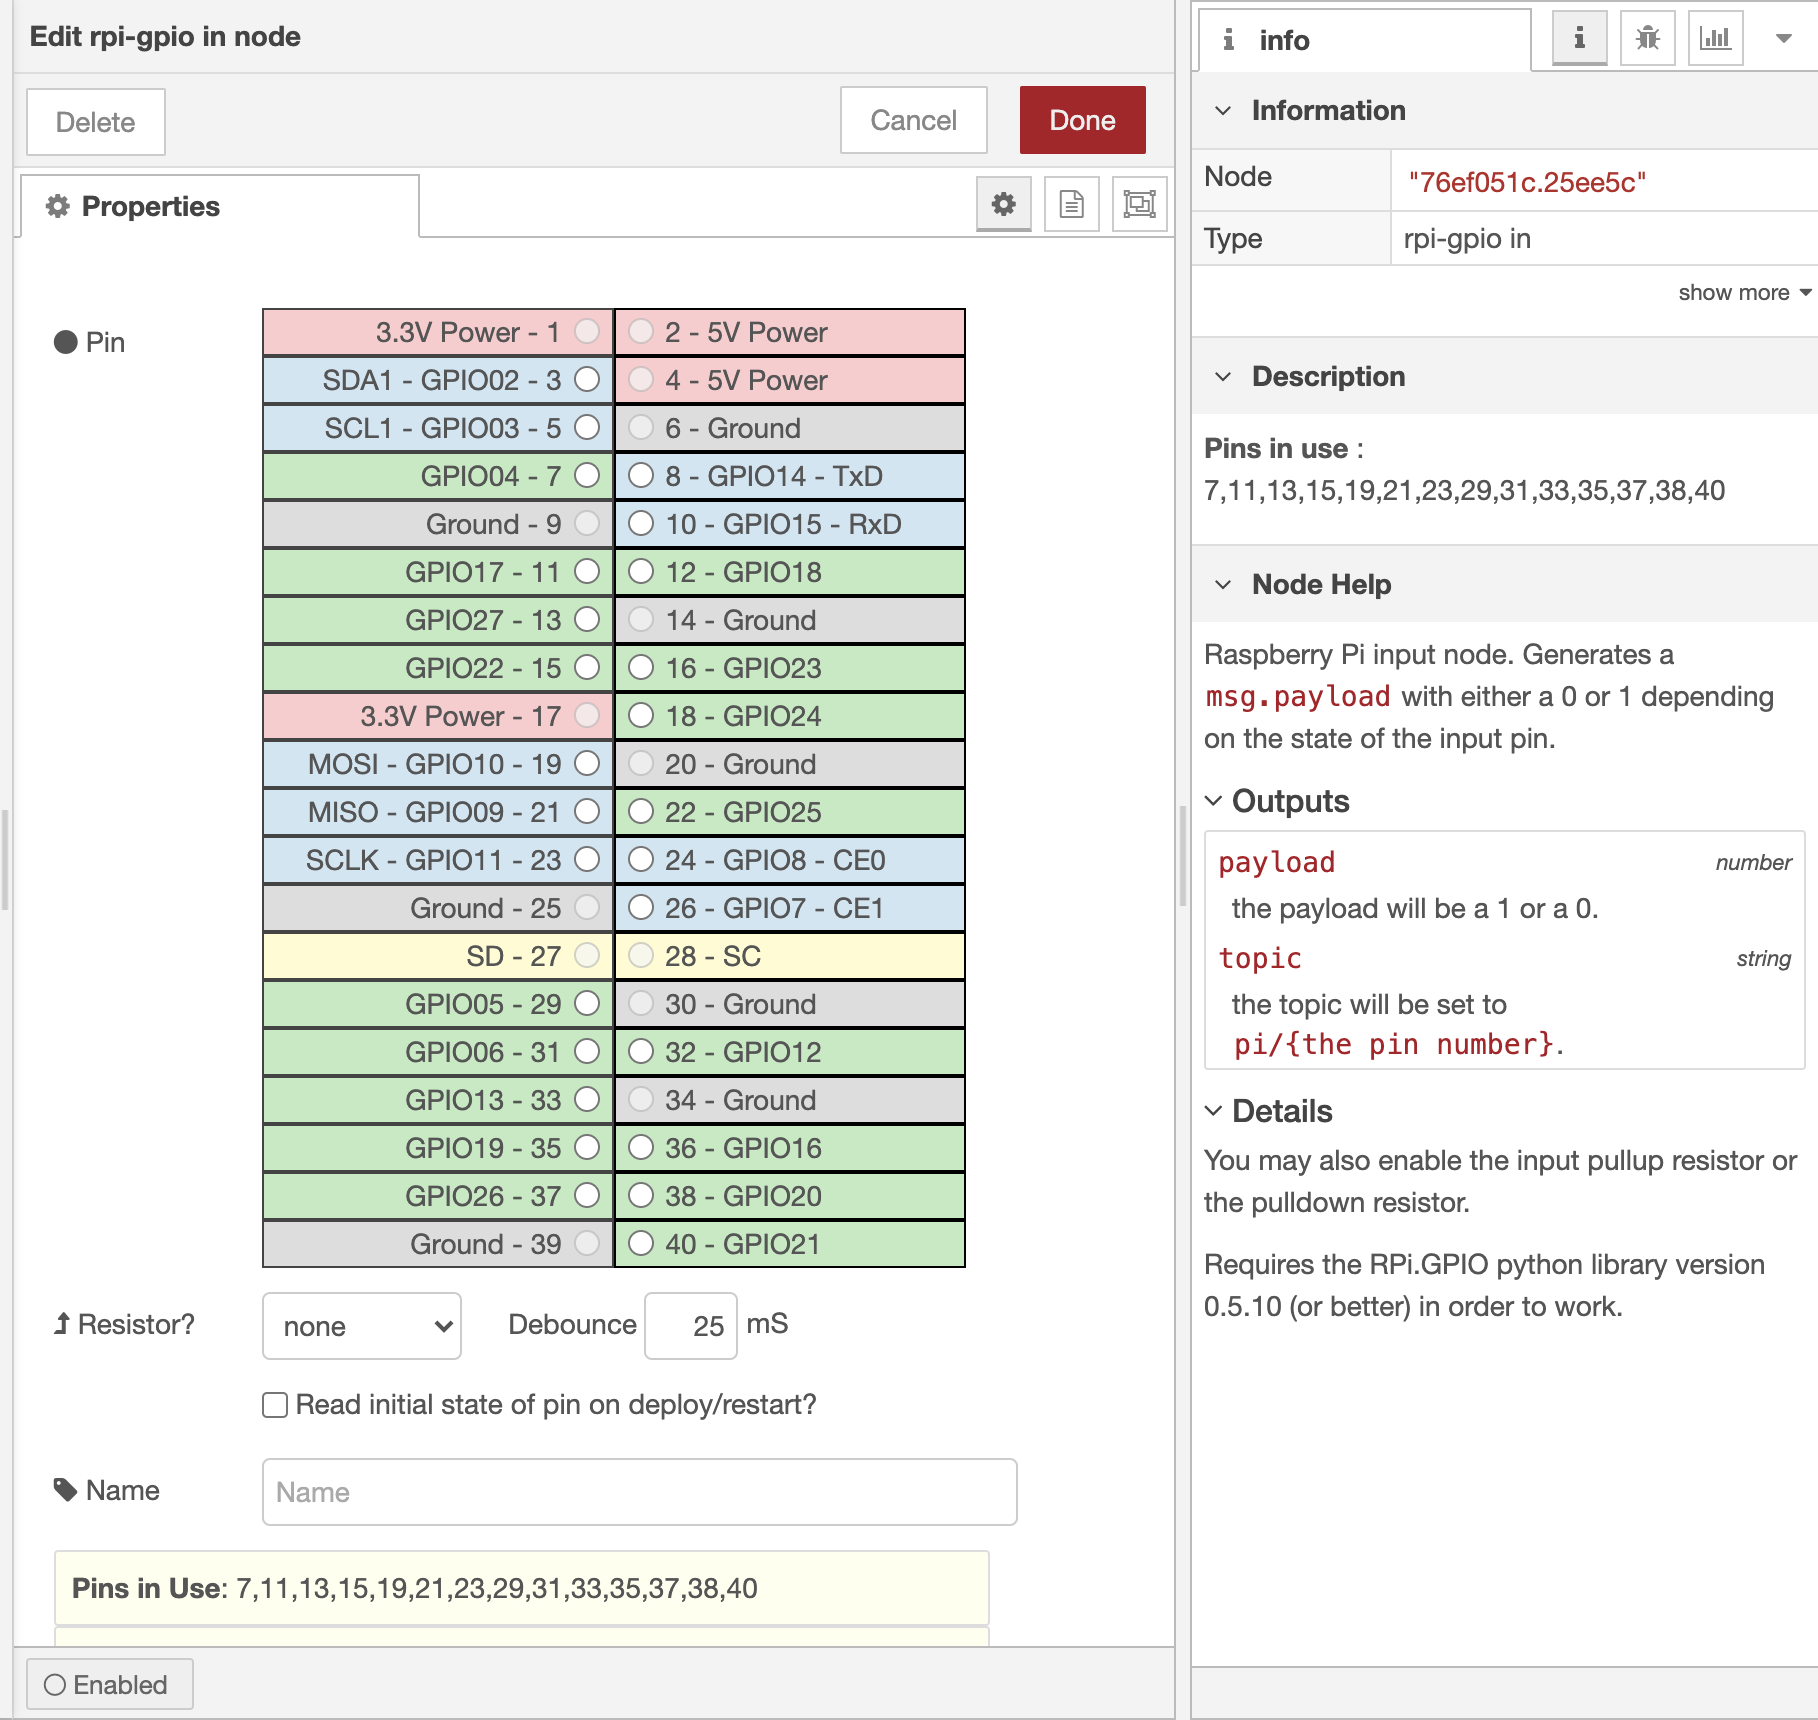 Edit rpi-gpio in node
Delete
Cancel
Done
Properties
Pin
3.3V Power - 1
2 - 5V Power
SDA1 - GPIO02 - 3
4 - 5V Power
SCL1 - GPIO03 - 5
6 - Ground
GPIO04 - 7
8 - GPIO14 - TxD
Ground - 9
10 - GPIO15 - RxD
GPIO17 - 11
12 - GPIO18
GPIO27 - 13
14 - Ground
GPIO22 - 15
16 - GPIO23
3.3V Power - 17
18 - GPIO24
MOSI - GPIO10 - 19
20 - Ground
MISO - GPIO09 - 21
22 - GPIO25
SCLK - GPIO11 - 23
24 - GPIO8 - CE0
Ground - 25
26 - GPIO7 - CE1
SD - 27
28 - SC
GPIO05 - 29
30 - Ground
GPIO06 - 31
32 - GPIO12
GPIO13 - 33
34 - Ground
GPIO19 - 35
36 - GPIO16
GPIO26 - 37
38 - GPIO20
Ground - 39
40 - GPIO21
Resistor?
none
Debounce
25
mS
Read initial state of pin on deploy/restart?
Name
Name
Pins in Use: 7,11,13,15,19,21,23,29,31,33,35,37,38,40
Enabled
info
Information
Node
"76ef051c.25ee5c"
Type
rpi-gpio in
show more
Description
Pins in use :
7,11,13,15,19,21,23,29,31,33,35,37,38,40
Node Help
Raspberry Pi input node. Generates a
msg.payload with either a 0 or 1 depending
on the state of the input pin.
Outputs
payload
number
the payload will be a 1 or a 0.
topic
string
the topic will be set to
pi/{the pin number}.
Details
You may also enable the input pullup resistor or
the pulldown resistor.
Requires the RPi.GPIO python library version
0.5.10 (or better) in order to work.